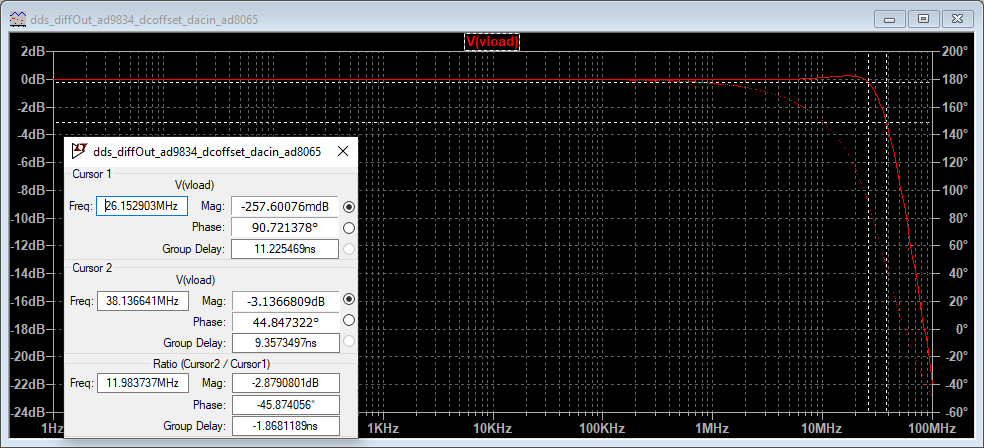 dds_diffOut_ad9834_dcoffset_dacin_ad8065
V(vload)
2dB
0dB
-2dB
-4dB
-6dB
-8dB
-10dB
-12dB
-14dB
-16dB
-18dB
-20dB
-22dB
-24dB
200°
180°
160°
140°
120°
100°
80°
60°
40°
20°
0°
-20°
-40°
-60°
1Hz
1KHz
10KHz
100KHz
1MHz
10MHz
100MHz
dds_diffOut_ad9834_dcoffset_dacin_ad8065
Cursor 1
V(vload)
Freq: 26.152903MHz Mag: -257.60076mdB
Phase: 90.721378°
Group Delay: 11.225469ns
Cursor 2
V(vload)
Freq: 38.136641MHz Mag: -3.1366809dB
Phase: 44.847322°
Group Delay: 9.3573497ns
Ratio (Cursor2 / Cursor1)
Freq: 11.983737MHz Mag: -2.8790801dB
Phase: -45.874056°
Group Delay: -1.8681189ns